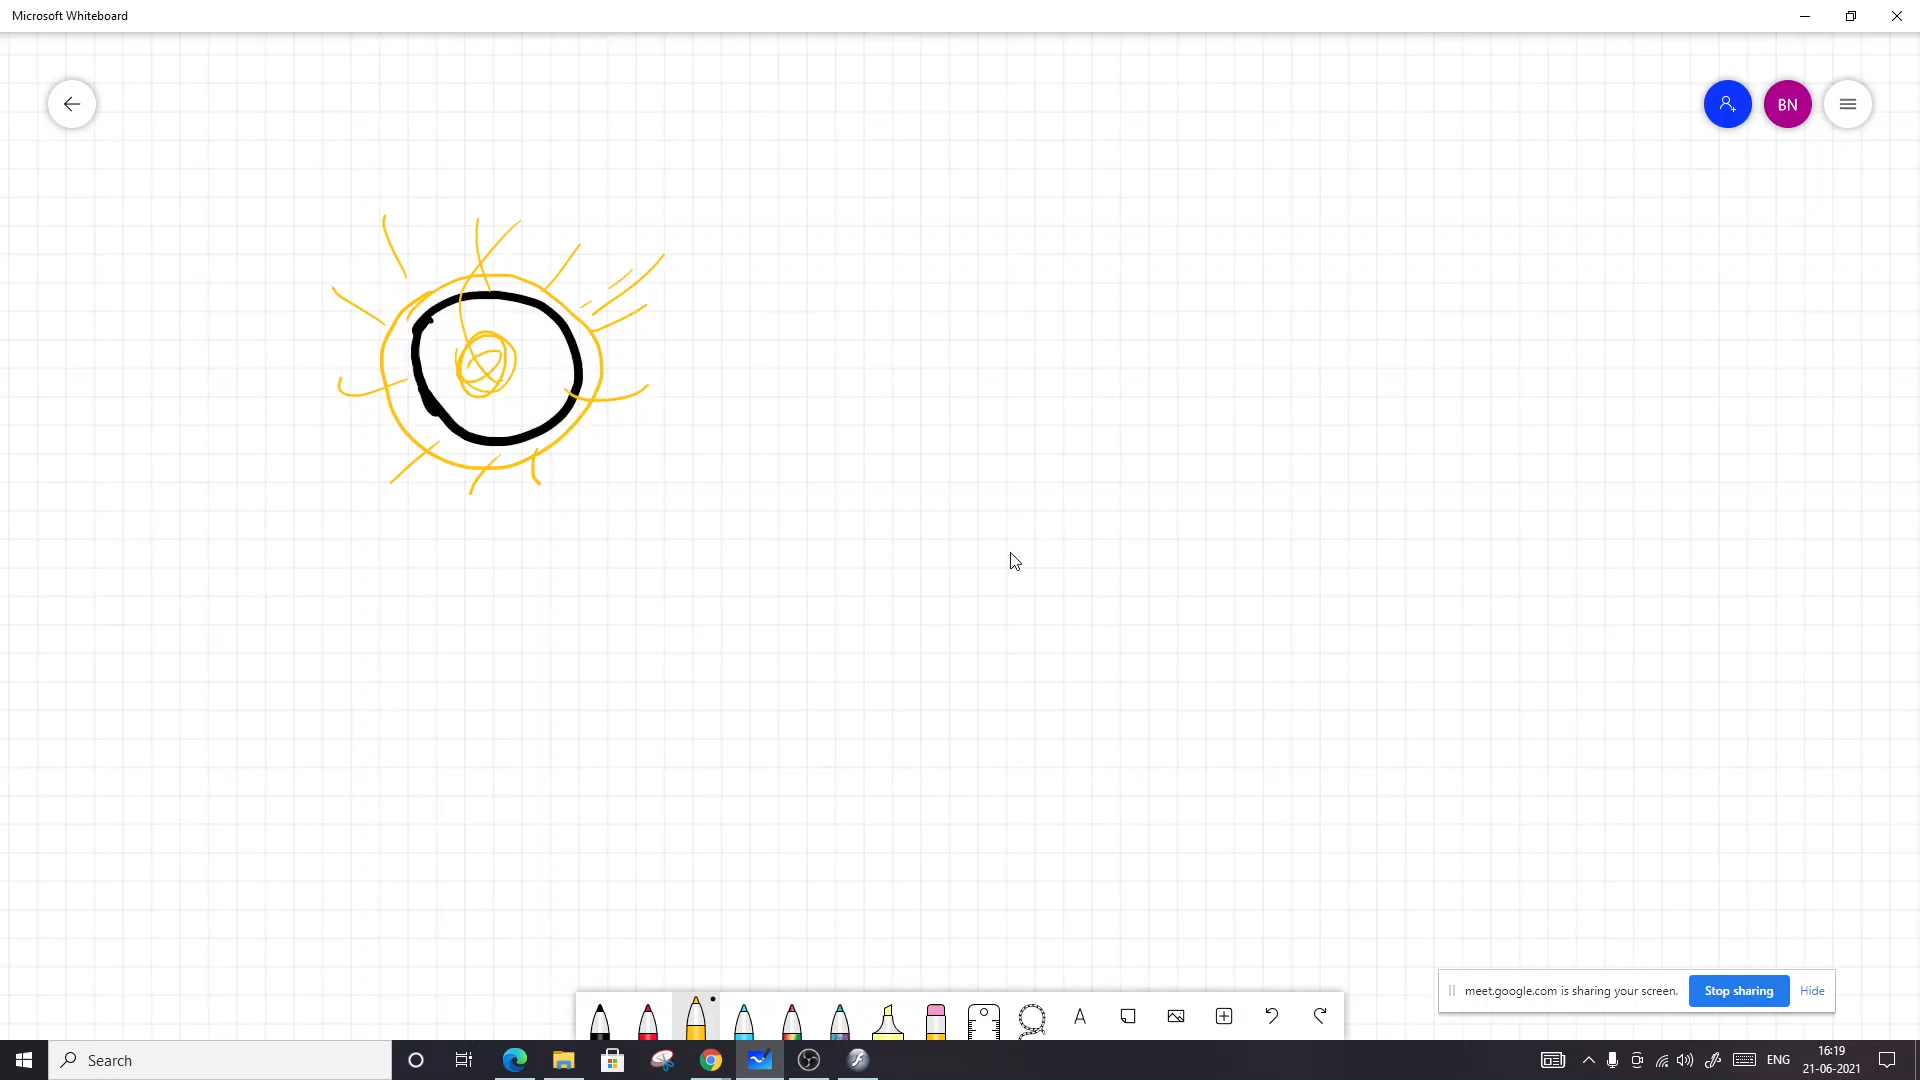 Microsoft Whiteboard
BN
A
meet.google.com is sharing your screen.
Stop sharing
Hide
Search
ENG
16:19
21-06-2021